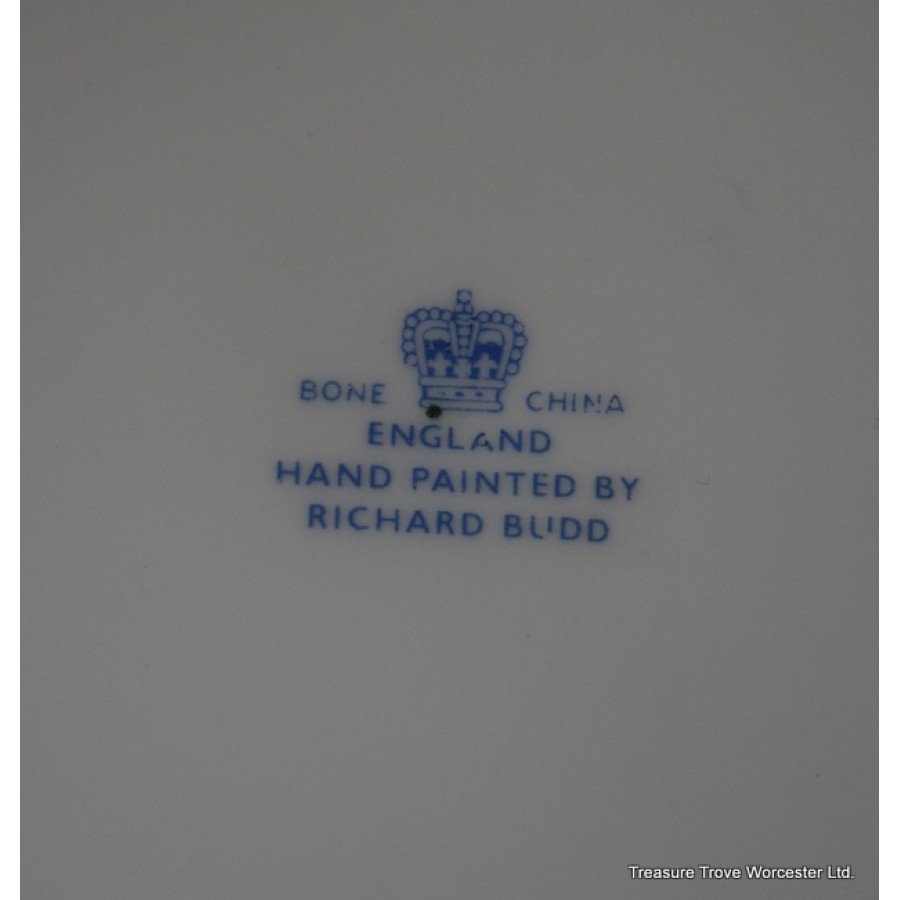 BONE CHINA
ENGLAND
HAND PAINTED BY
RICHARD BUDD
Treasure Trove Worcester Ltd.